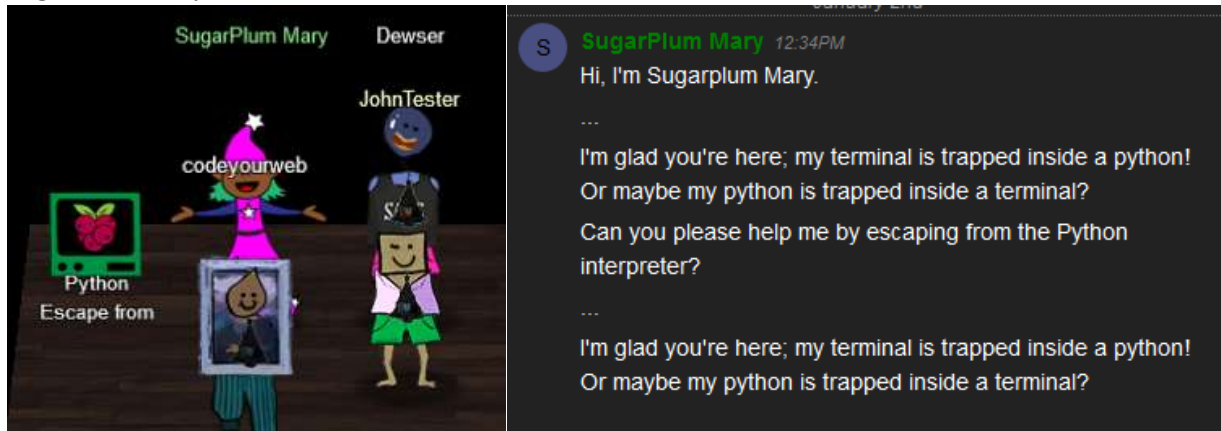 SugarPlum Mary
Dewser
JohnTester
codeyourweb
Python
Escape from
January 2nd
S
SugarPlum Mary 12:34PM
Hi, I'm Sugarplum Mary.
...
I'm glad you're here; my terminal is trapped inside a python!
Or maybe my python is trapped inside a terminal?
Can you please help me by escaping from the Python
interpreter?
...
I'm glad you're here; my terminal is trapped inside a python!
Or maybe my python is trapped inside a terminal?